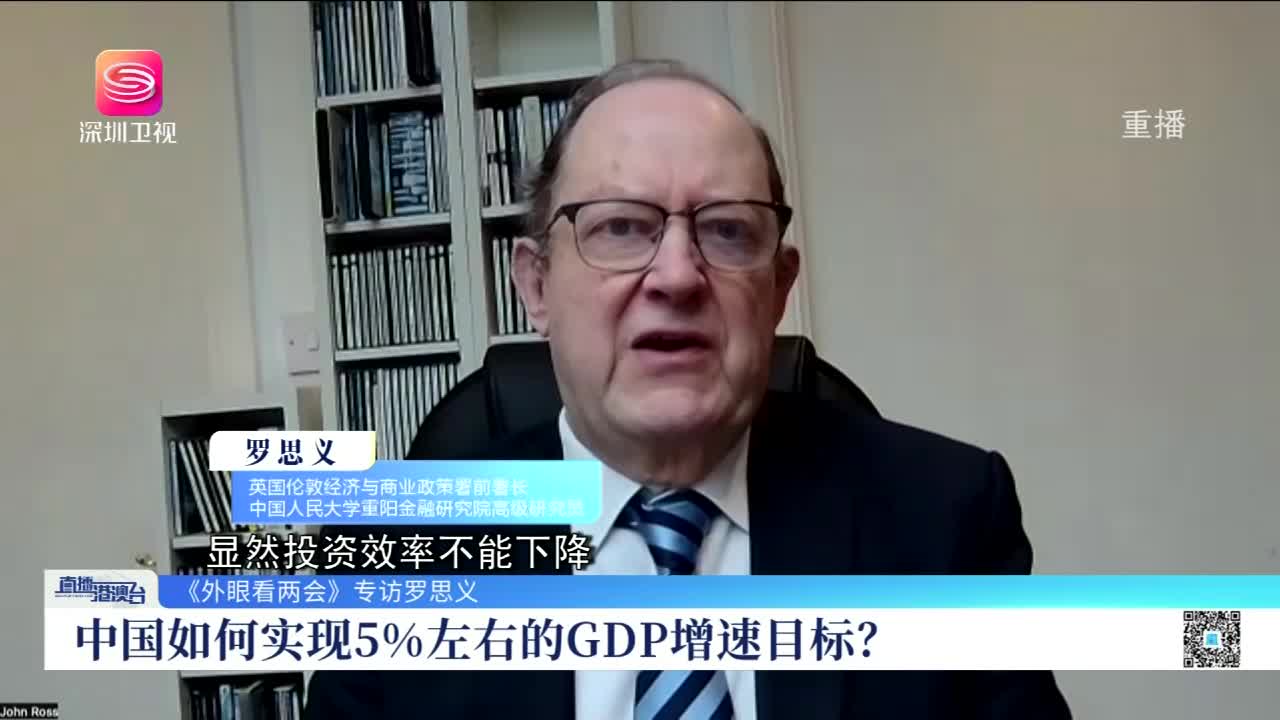 深圳卫视
重播
罗思义
英国伦敦经济与商业政策署前署长
中国人民大学重阳金融研究院高级研究员
显然投资效率不能下降
直播港澳台
《外眼看两会》专访罗思义
中国如何实现5%左右的GDP增速目标？
John Ross